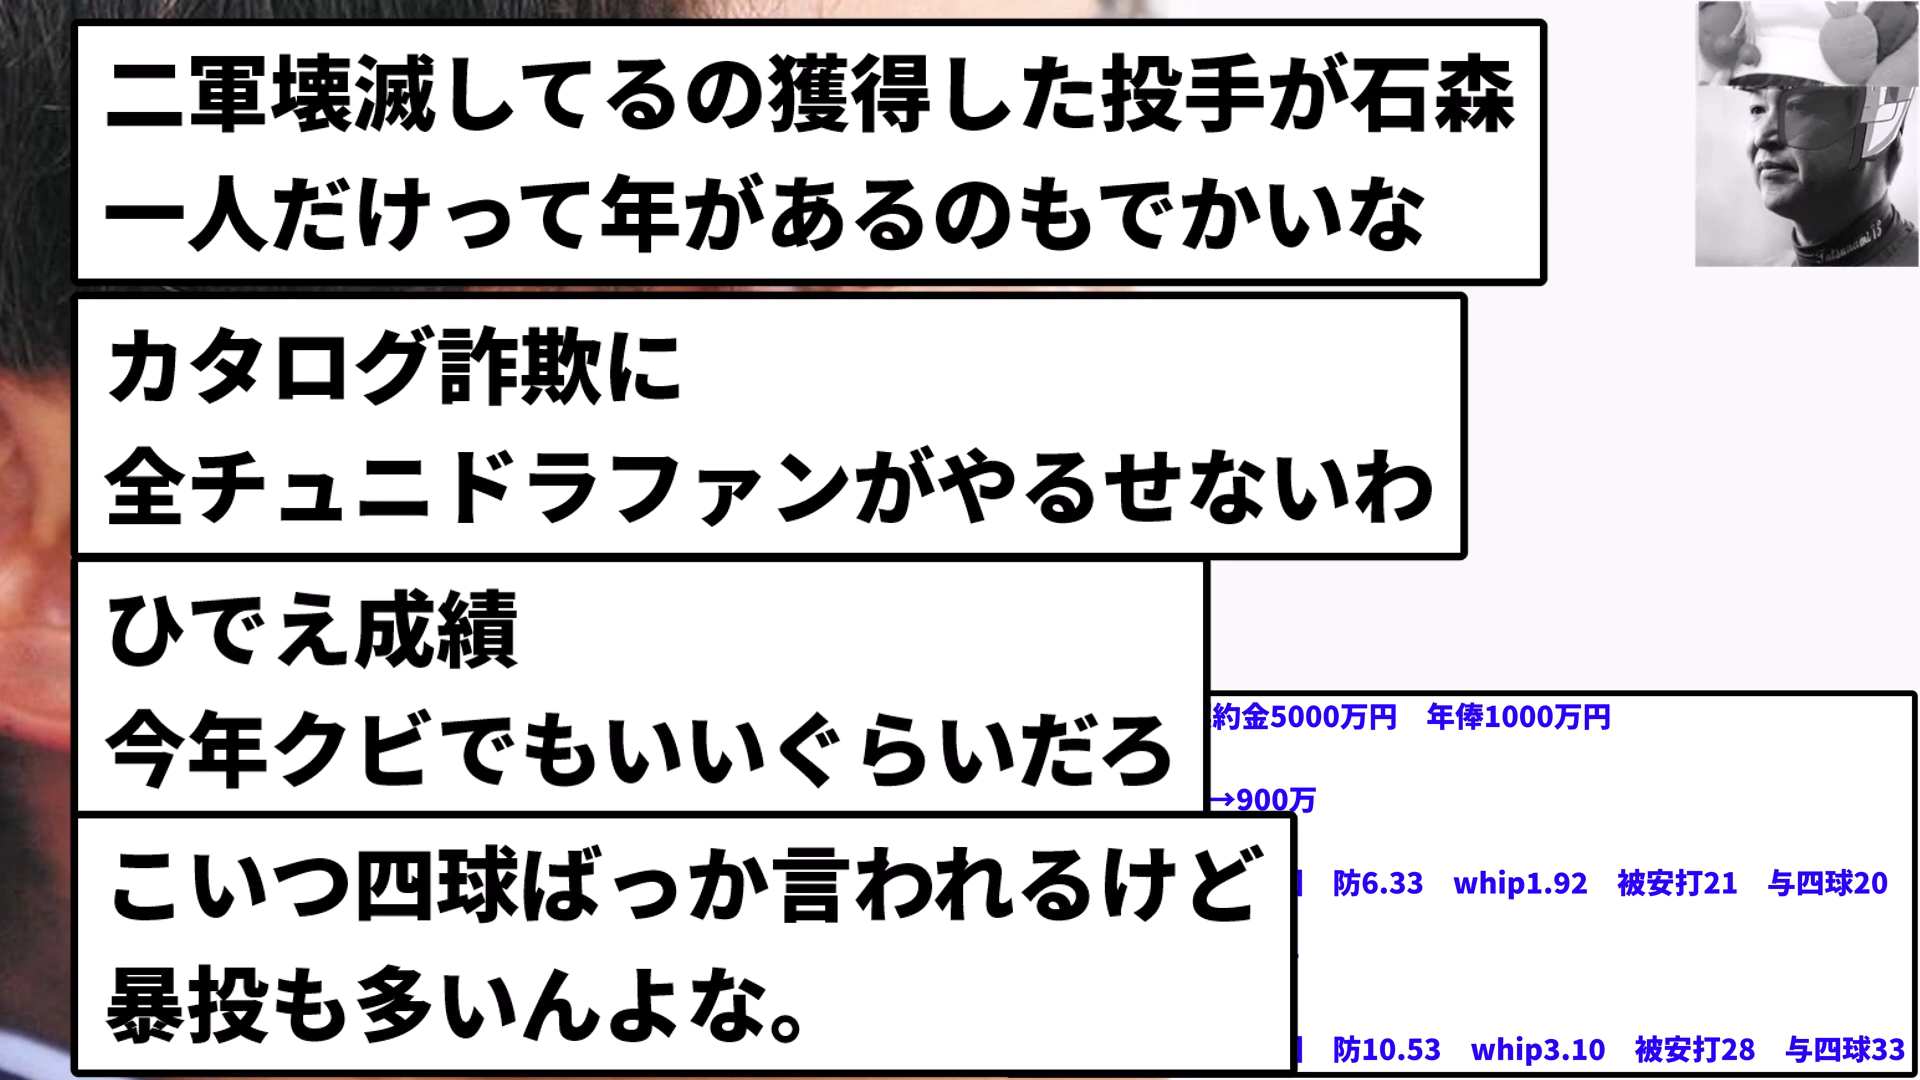 二軍壊滅してるの獲得した投手が石森
一人だけって年があるのもでかいな
カタログ詐欺に
全チュニドラファンがやるせないわ
ひでえ成績
今年クビでもいいぐらいだろ
こいつ四球ばっか言われるけど
暴投も多いんよな。
約金5000万円　年俸1000万円
→900万
防6.33　whip1.92　被安打21　与四球20
防10.53　whip3.10　被安打28　与四球33
Tatsunami 13